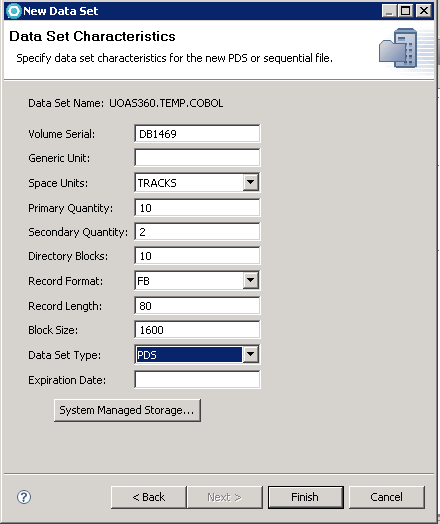 New Data Set
Data Set Characteristics
Specify data set characteristics for the new PDS or sequential file.
Data Set Name: UOAS360.TEMP.COBOL
Volume Serial: DB1469
Generic Unit:
Space Units: TRACKS
Primary Quantity: 10
Secondary Quantity: 2
Directory Blocks: 10
Record Format: FB
Record Length: 80
Block Size: 1600
Data Set Type: PDS
Expiration Date:
System Managed Storage...
? < Back Next > Finish Cancel